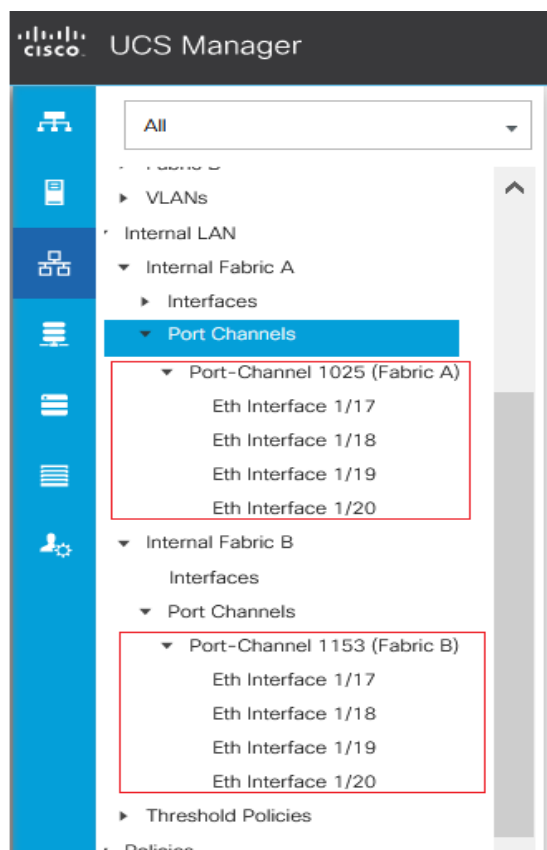 cisco UCS Manager
All
VLANs
Internal LAN
Internal Fabric A
Interfaces
Port Channels
Port-Channel 1025 (Fabric A)
Eth Interface 1/17
Eth Interface 1/18
Eth Interface 1/19
Eth Interface 1/20
Internal Fabric B
Interfaces
Port Channels
Port-Channel 1153 (Fabric B)
Eth Interface 1/17
Eth Interface 1/18
Eth Interface 1/19
Eth Interface 1/20
Threshold Policies
Policies